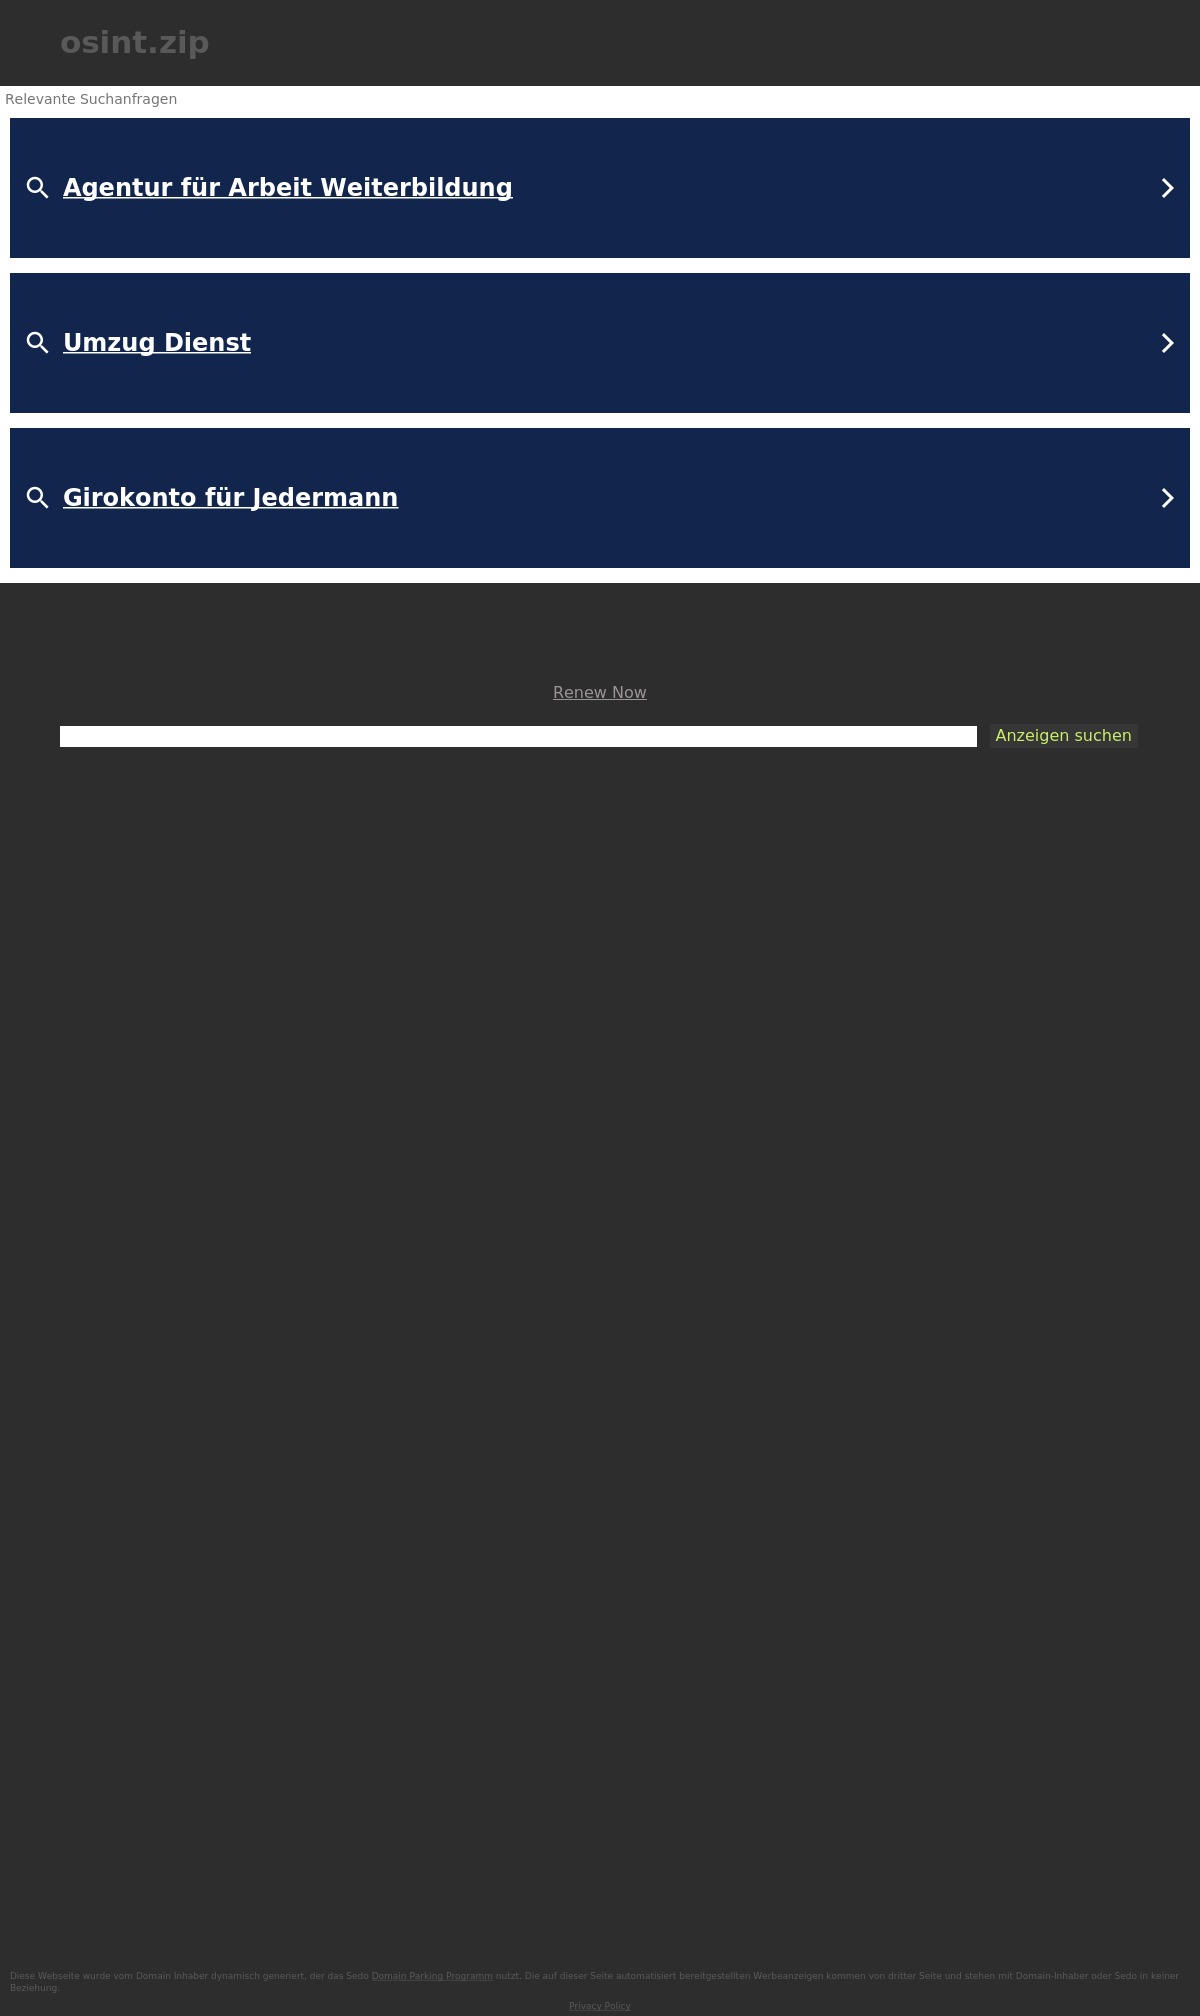 osint.zip
Relevante Suchanfragen
Agentur für Arbeit Weiterbildung
Umzug Dienst
Girokonto für Jedermann
Renew Now
Anzeigen suchen
Diese Webseite wurde vom Domain Inhaber dynamisch generiert, der das Sedo Domain Parking Programm nutzt. Die auf dieser Seite automatisiert bereitgestellten Werbeanzeigen kommen von dritter Seite und stehen mit Domain-Inhaber oder Sedo in keiner
Beziehung.
Privacy Policy